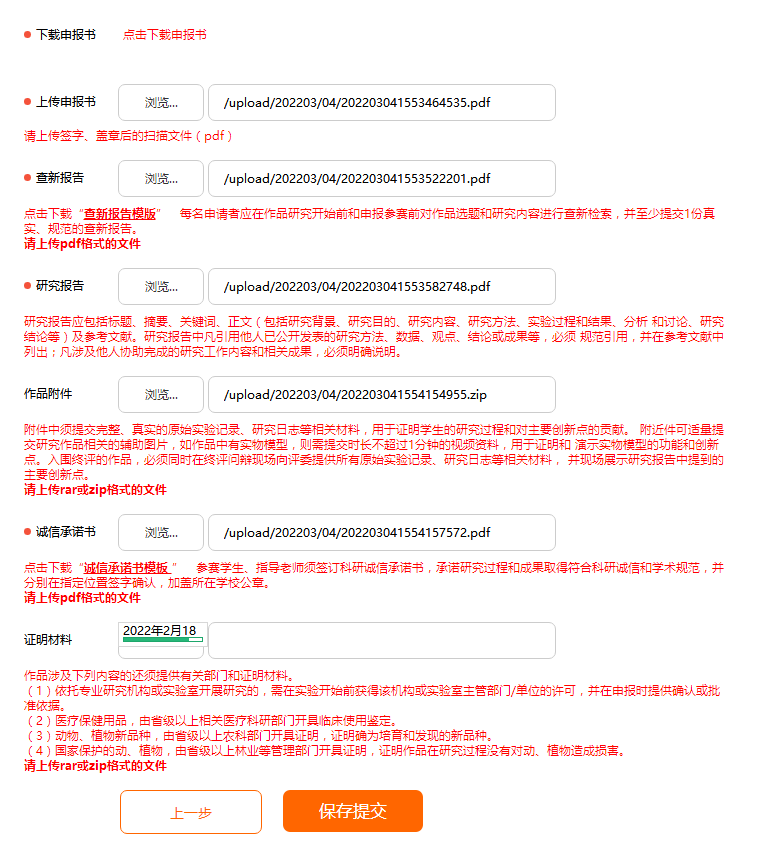 下载申报书 点击下载申报书
上传申报书 浏览... /upload/202203/04/202203041553464535.pdf
请上传签字、盖章后的扫描文件（pdf）
查新报告 浏览... /upload/202203/04/202203041553522201.pdf
点击下载“查新报告模版” 每名申请者应在作品研究开始前和申报参赛前对作品选题和研究内容进行查新检索，并至少提交1份真
实、规范的查新报告。
请上传pdf格式的文件
研究报告 浏览... /upload/202203/04/202203041553582748.pdf
研究报告应包括标题、摘要、关键词、正文（包括研究背景、研究目的、研究内容、研究方法、实验过程和结果、分析 和讨论、研究
结论等）及参考文献。研究报告中凡引用他人已公开发表的研究方法、数据、观点、结论或成果等，必须 规范引用，并在参考文献中
列出；凡涉及他人协助完成的研究工作内容和相关成果，必须明确说明。
作品附件 浏览... /upload/202203/04/202203041554154955.zip
附件中须提交完整、真实的原始实验记录、研究日志等相关材料，用于证明学生的研究过程和对主要创新点的贡献。 附近件可适量提
交研究作品相关的辅助图片，如作品中有实物模型，则需提交时长不超过1分钟的视频资料，用于证明和 演示实物模型的功能和创新
点。入围终评的作品，必须同时在终评问辩现场向评委提供所有原始实验记录、研究日志等相关材料， 并现场展示研究报告中提到的
主要创新点。
请上传rar或zip格式的文件
诚信承诺书 浏览... /upload/202203/04/202203041554157572.pdf
点击下载“诚信承诺书模板 ” 参赛学生、指导老师须签订科研诚信承诺书，承诺研究过程和成果取得符合科研诚信和学术规范，并
分别在指定位置签字确认，加盖所在学校公章。
请上传pdf格式的文件
证明材料 2022年2月18
作品涉及下列内容的还须提供有关部门和证明材料。
（1）依托专业研究机构或实验室开展研究的，需在实验开始前获得该机构或实验室主管部门/单位的许可，并在申报时提供确认或批
准依据。
（2）医疗保健用品，由省级以上相关医疗科研部门开具临床使用鉴定。
（3）动物、植物新品种，由省级以上农科部门开具证明，证明确为培育和发现的新品种。
（4）国家保护的动、植物，由省级以上林业等管理部门开具证明，证明作品在研究过程没有对动、植物造成损害。
请上传rar或zip格式的文件
上一步 保存提交